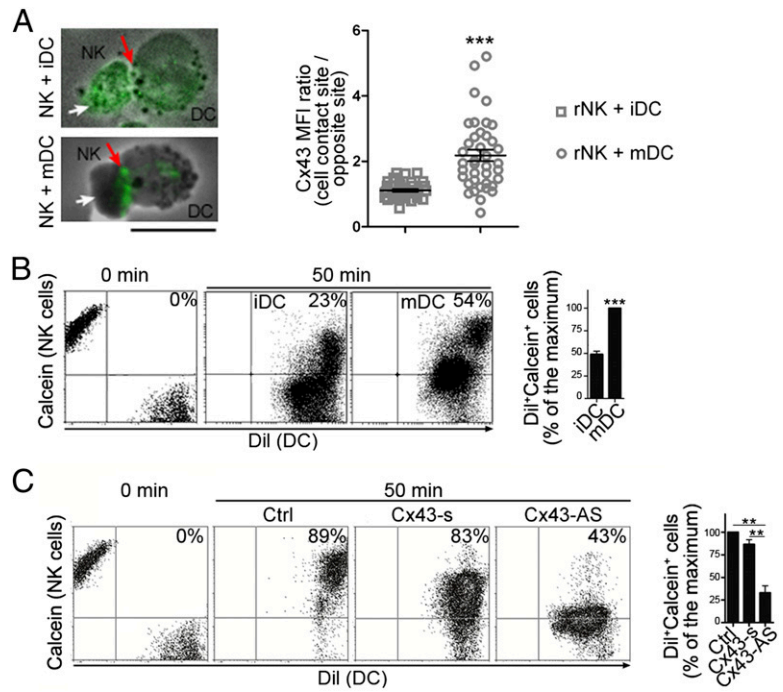 A
NK + iDC
NK
DC
NK + mDC
NK
DC
Cx43 MFI ratio
(cell contact site /
opposite site)
6
4
2
0
***
rNK + iDC
rNK + mDC
B
0 min
50 min
Calcein (NK cells)
0%
iDC 23%
mDC 54%
DiI (DC)
DiI⁺Calcein⁺ cells
(% of the maximum)
100
75
50
25
0
***
iDC
mDC
C
0 min
50 min
Ctrl
Cx43-s
Cx43-AS
Calcein (NK cells)
0%
89%
83%
43%
DiI (DC)
DiI⁺Calcein⁺ cells
(% of the maximum)
100
75
50
25
0
**
**
Ctrl
Cx43-s
Cx43-AS